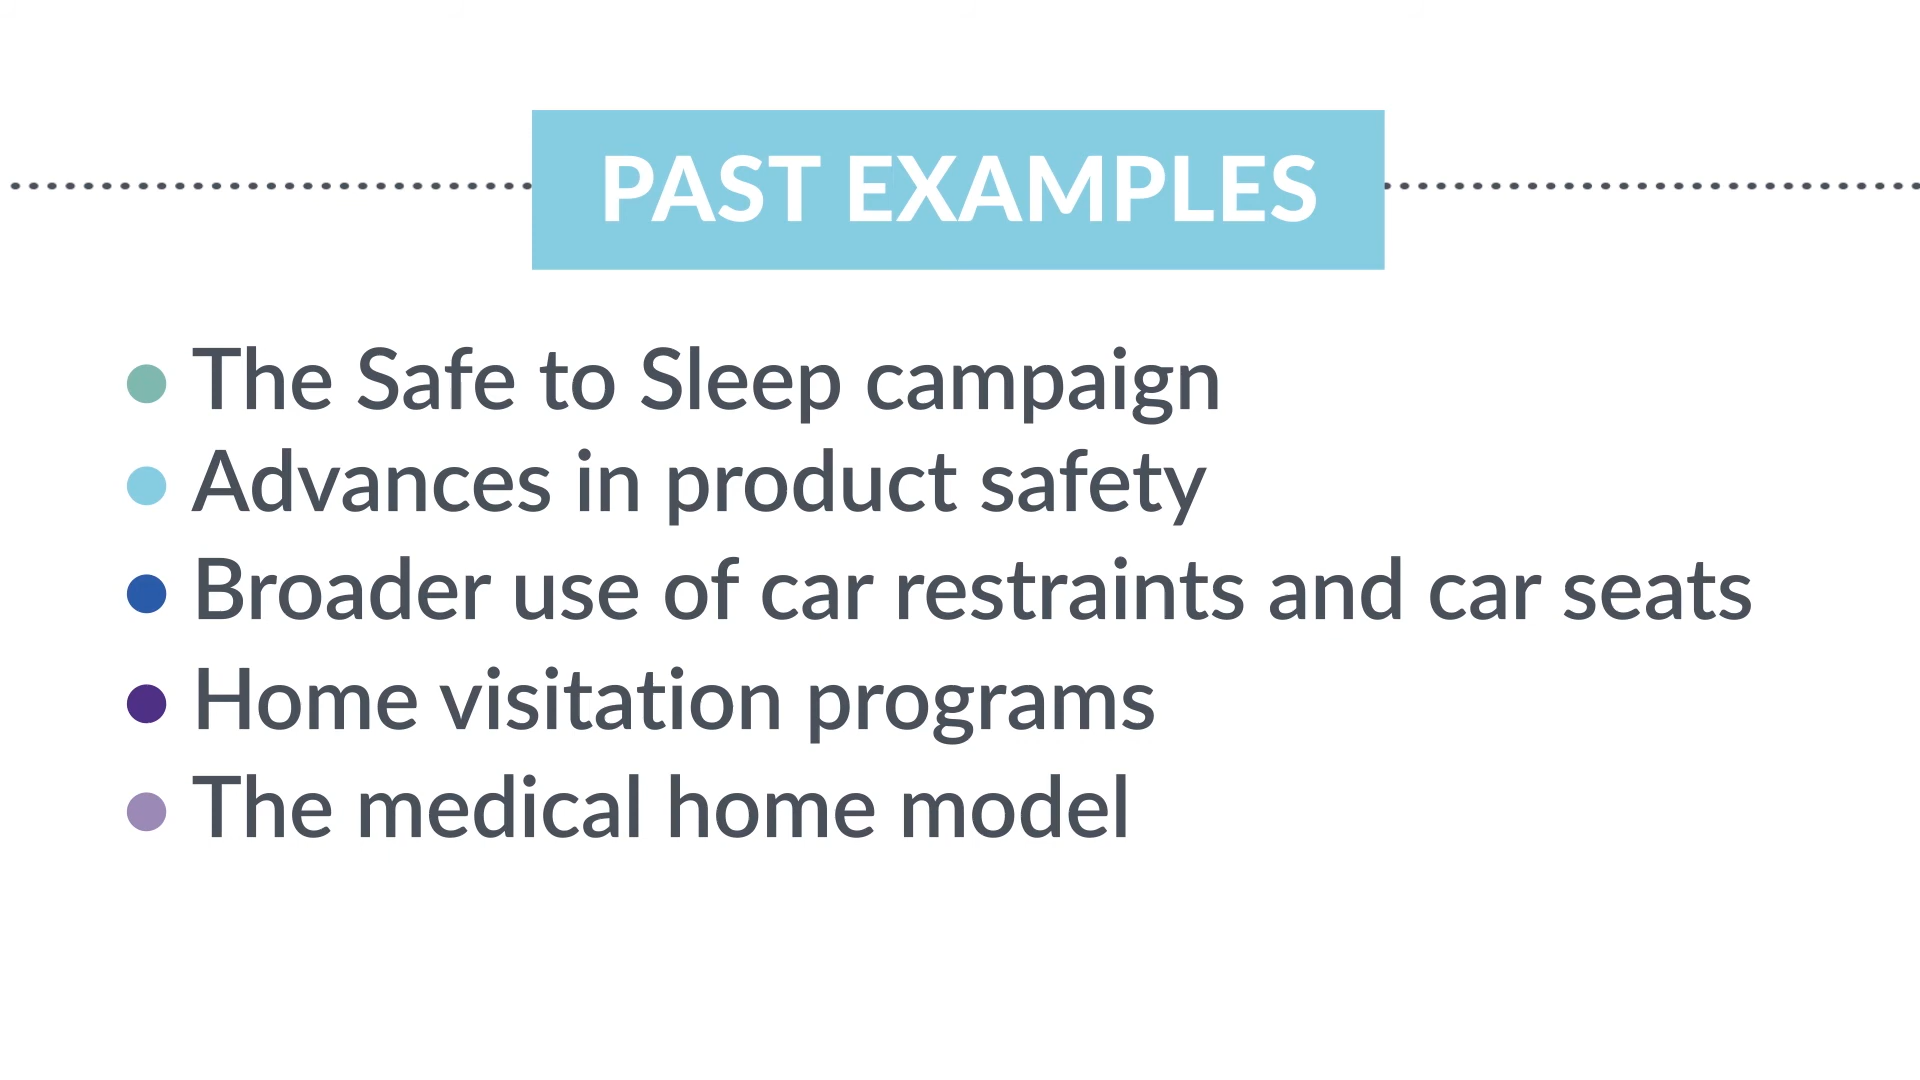 PAST EXAMPLES
The Safe to Sleep campaign
Advances in product safety
Broader use of car restraints and car seats
Home visitation programs
The medical home model